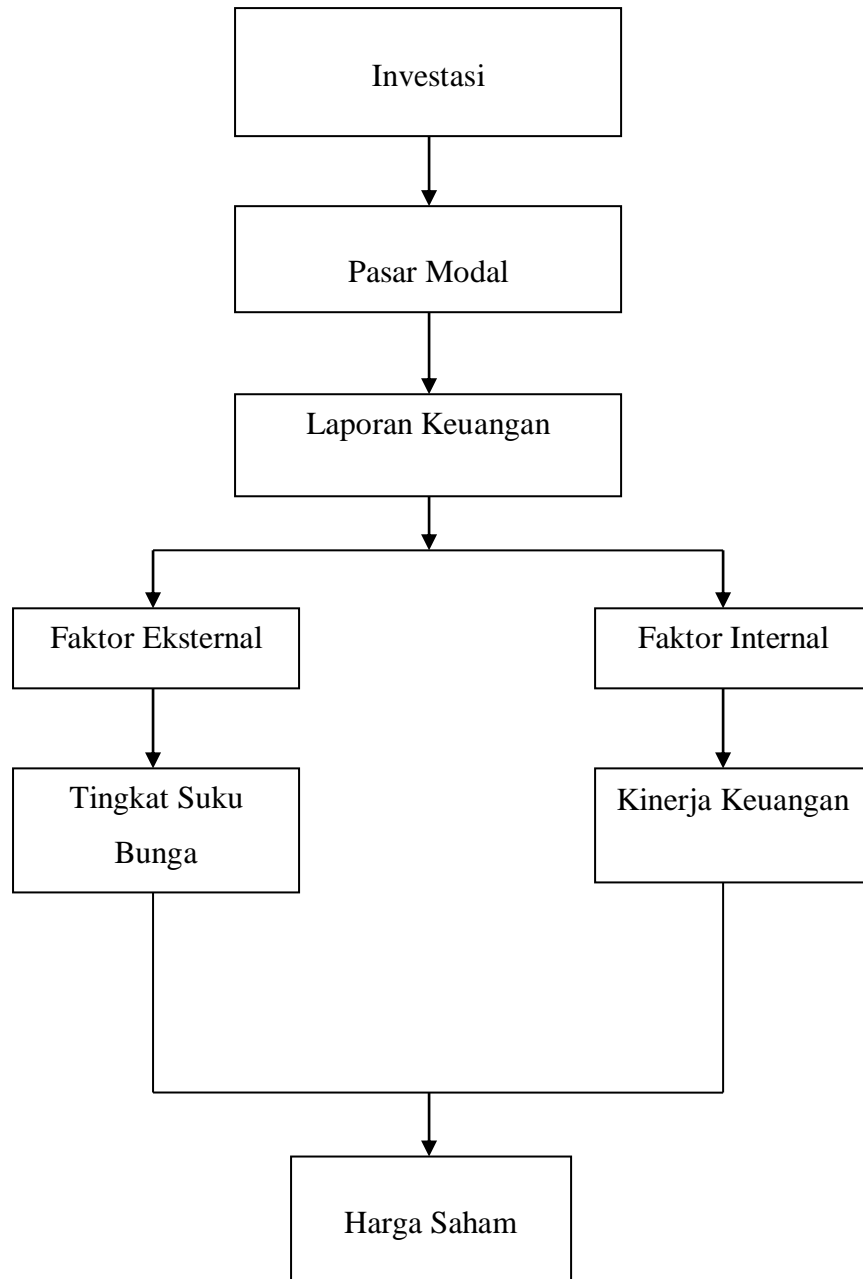 Investasi
Pasar Modal
Laporan Keuangan
Faktor Eksternal
Faktor Internal
Tingkat Suku
Bunga
Kinerja Keuangan
Harga Saham